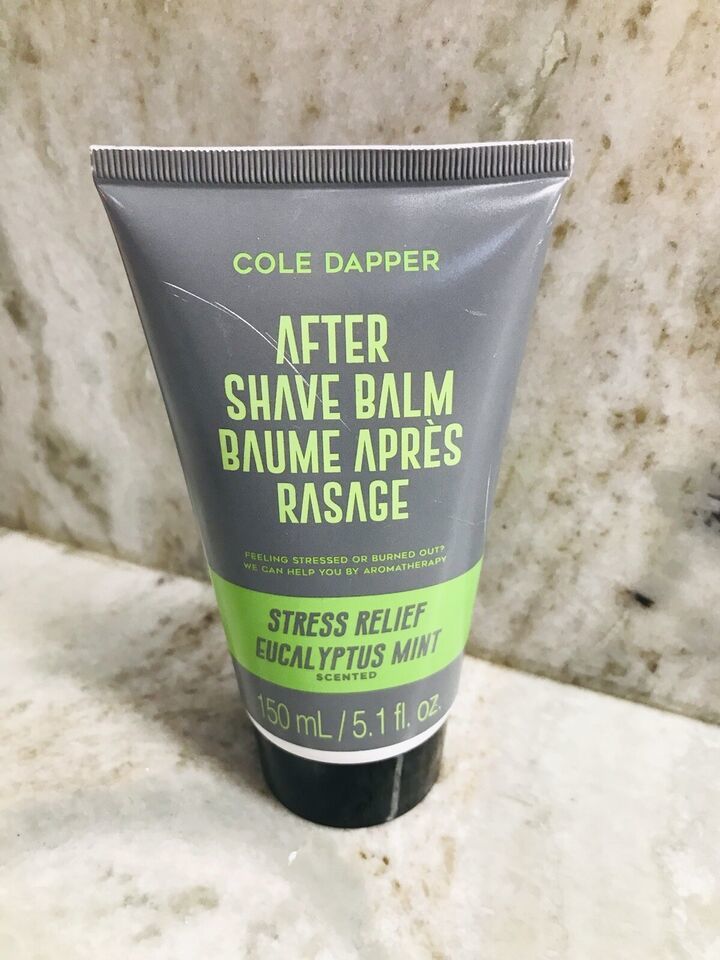 COLE DAPPER
AFTER
SHAVE BALM
BAUME APRÈS
RASAGE
FEELING STRESSED OR BURNED OUT?
WE CAN HELP YOU BY AROMATHERAPY
STRESS RELIEF
EUCALYPTUS MINT
SCENTED
150 mL / 5.1 fl. oz.